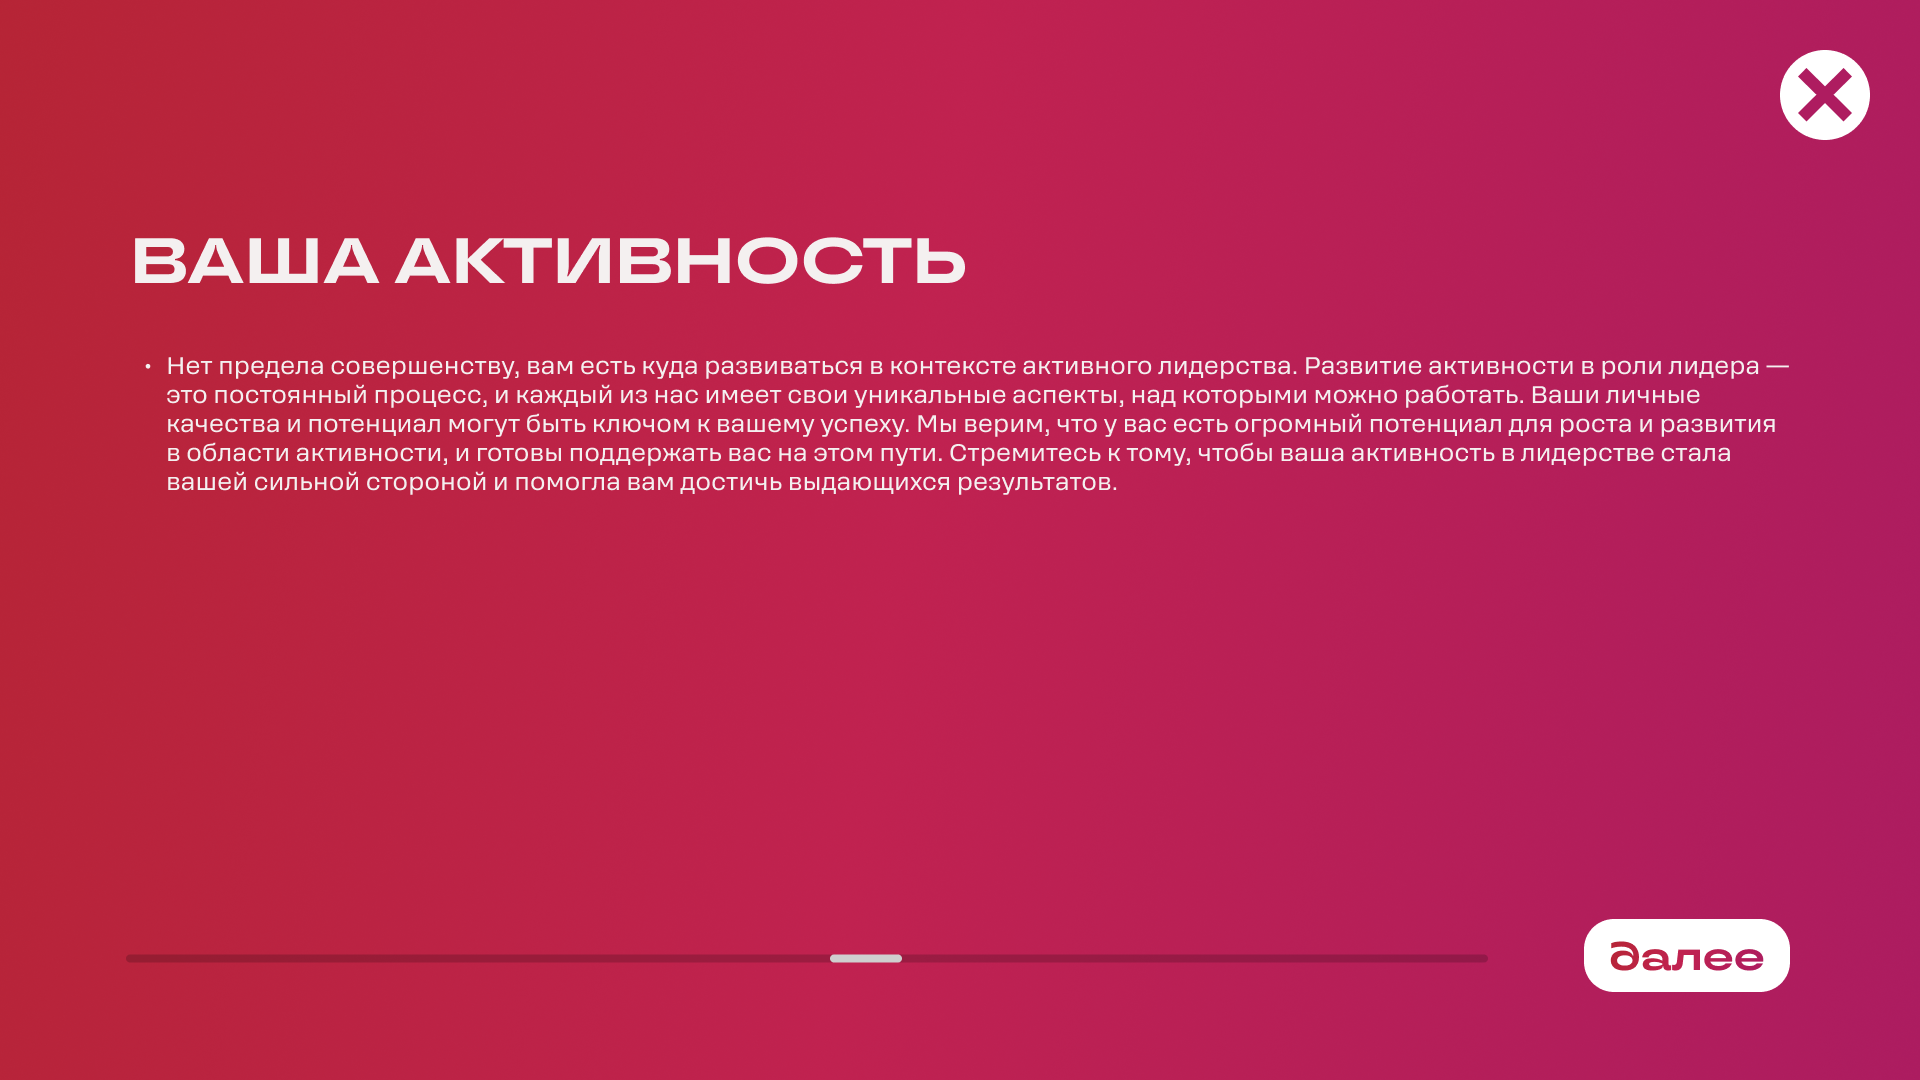 ВАША АКТИВНОСТЬ
• Нет предела совершенству, вам есть куда развиваться в контексте активного лидерства. Развитие активности в роли лидера —
это постоянный процесс, и каждый из нас имеет свои уникальные аспекты, над которыми можно работать. Ваши личные
качества и потенциал могут быть ключом к вашему успеху. Мы верим, что у вас есть огромный потенциал для роста и развития
в области активности, и готовы поддержать вас на этом пути. Стремитесь к тому, чтобы ваша активность в лидерстве стала
вашей сильной стороной и помогла вам достичь выдающихся результатов.
далее